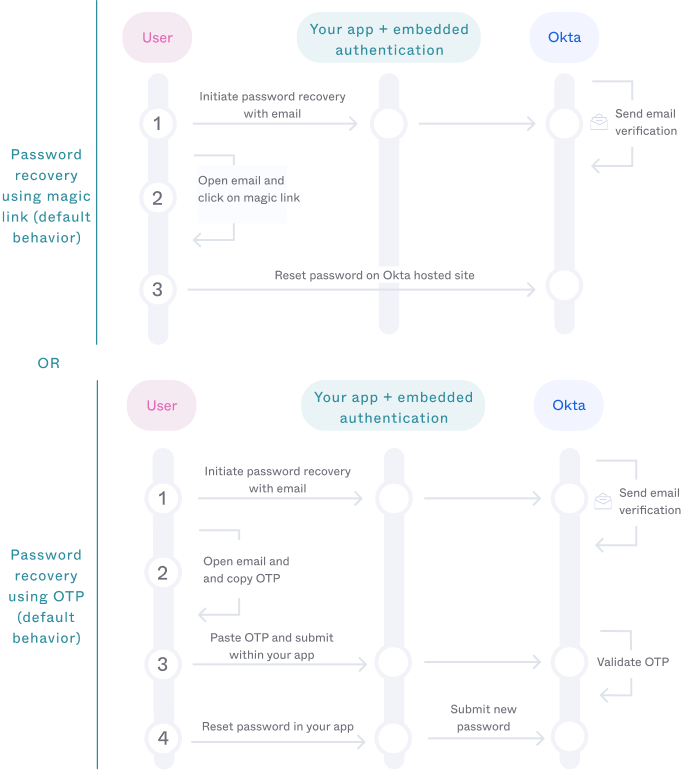 User
Your app + embedded
authentication
Okta
Password
recovery
using magic
link (default
behavior)
1
Initiate password recovery
with email
Send email
verification
2
Open email and
click on magic link
3
Reset password on Okta hosted site
OR
User
Your app + embedded
authentication
Okta
Password
recovery
using OTP
(default
behavior)
1
Initiate password recovery
with email
Send email
verification
2
Open email and
and copy OTP
3
Paste OTP and submit
within your app
Validate OTP
4
Reset password in your app
Submit new
password